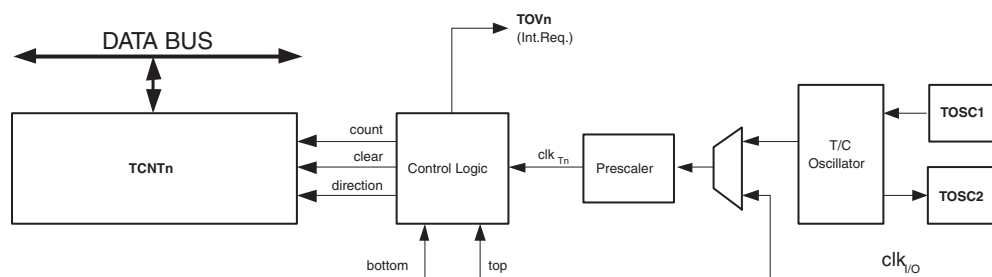 DATA BUS
TOVn
(Int.Req.)
TCNTn
count
clear
direction
Control Logic
clk Tn
Prescaler
T/C
Oscillator
TOSC1
TOSC2
bottom
top
clk I/O